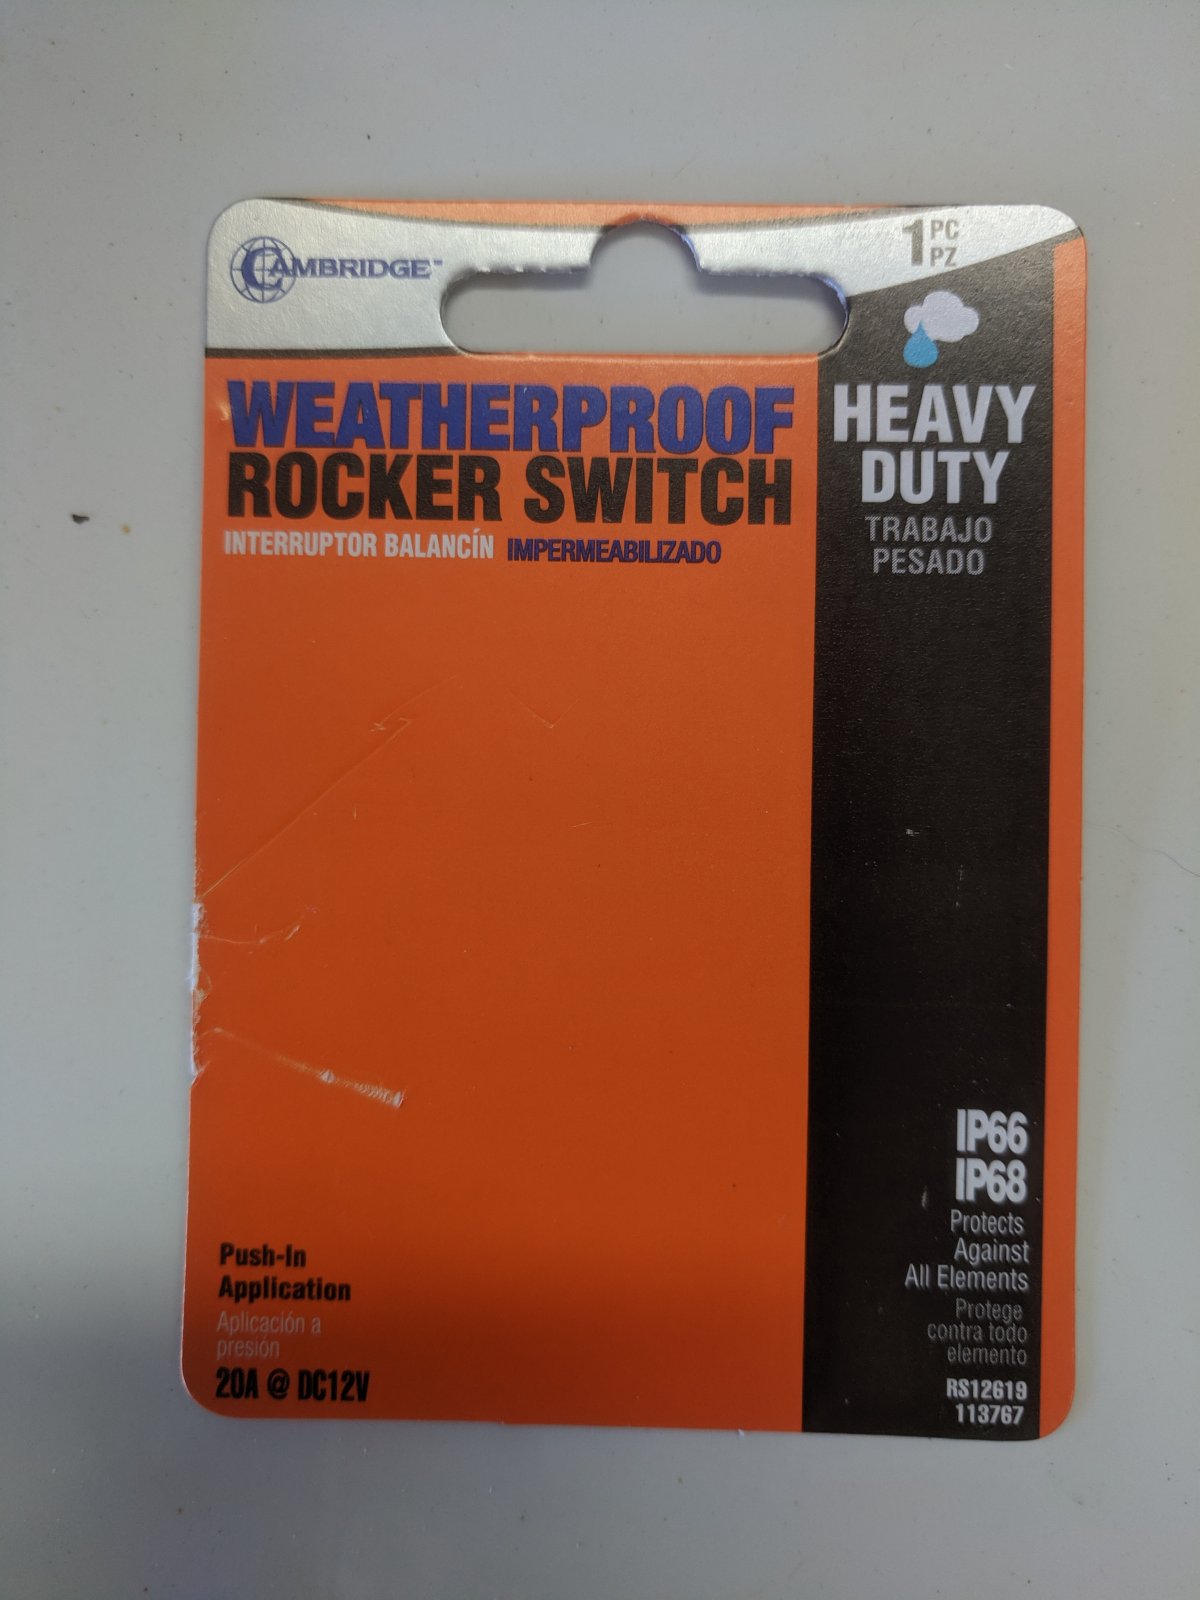 CAMBRIDGE™
1 PC
PZ
WEATHERPROOF
ROCKER SWITCH
INTERRUPTOR BALANCÍN IMPERMEABILIZADO
HEAVY
DUTY
TRABAJO
PESADO
IP66
IP68
Protects
Against
All Elements
Protege
contra todo
elemento
RS12619
113767
Push-In
Application
Aplicación a
presión
20A @ DC12V